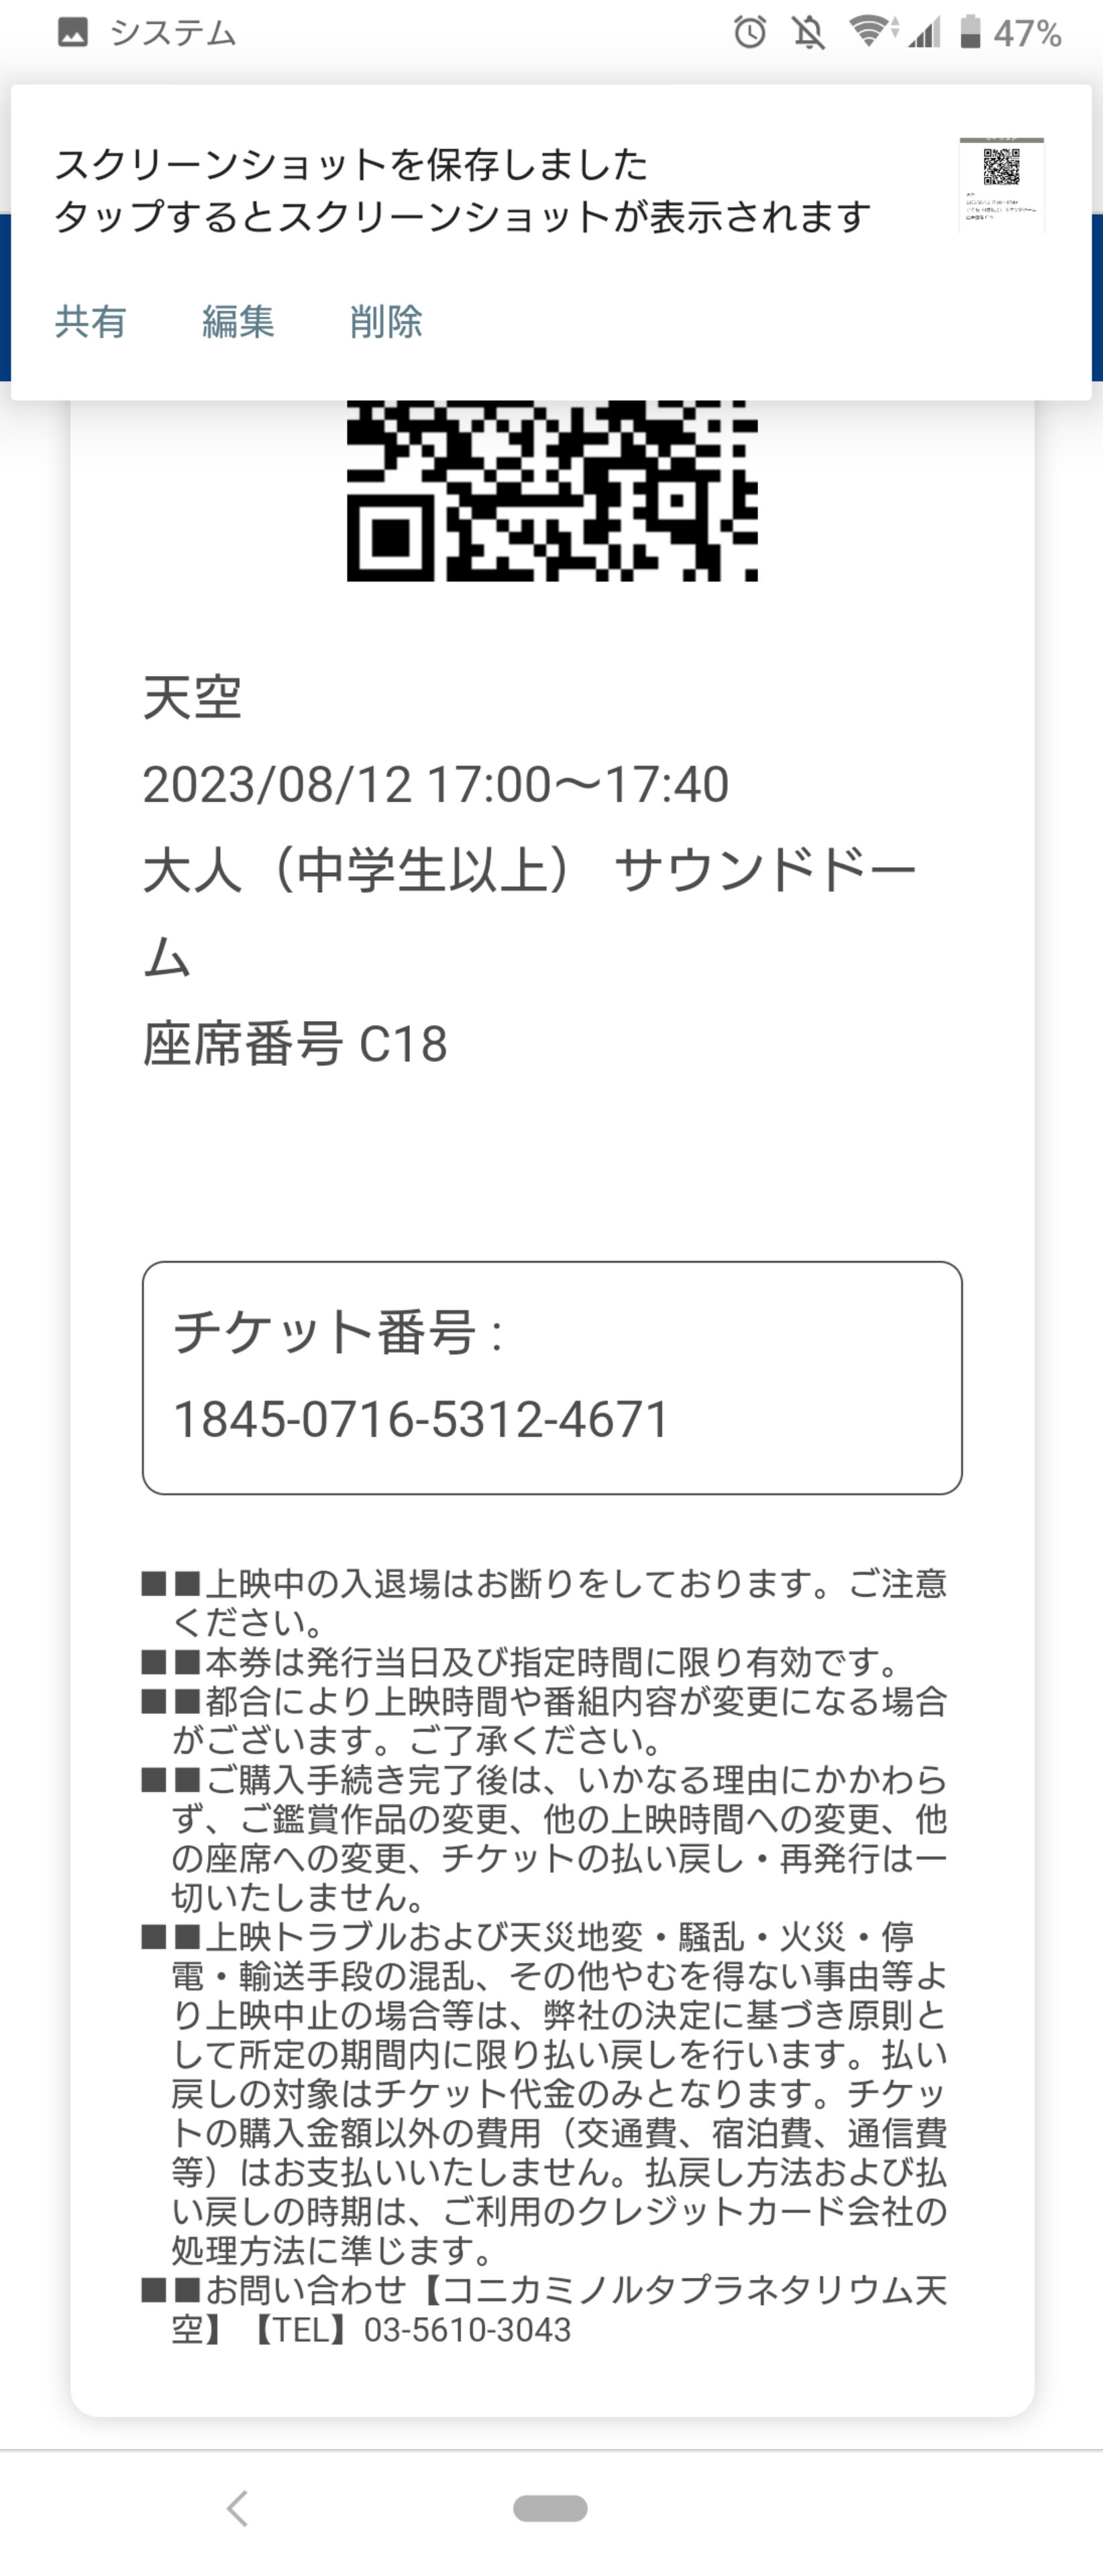 システム
47%
スクリーンショットを保存しました
タップするとスクリーンショットが表示されます
共有 編集 削除
天空
2023/08/12 17:00〜17:40
大人（中学生以上） サウンドドー
ム
座席番号 C18
チケット番号 :
1845-0716-5312-4671
■■上映中の入退場はお断りをしております。ご注意
ください。
■■本券は発行当日及び指定時間に限り有効です。
■■都合により上映時間や番組内容が変更になる場合
がございます。ご了承ください。
■■ご購入手続き完了後は、いかなる理由にかかわら
ず、ご鑑賞作品の変更、他の上映時間への変更、他
の座席への変更、チケットの払い戻し・再発行は一
切いたしません。
■■上映トラブルおよび天災地変・騒乱・火災・停
電・輸送手段の混乱、その他やむを得ない事由等よ
り上映中止の場合等は、弊社の決定に基づき原則と
して所定の期間内に限り払い戻しを行います。払い
戻しの対象はチケット代金のみとなります。チケッ
トの購入金額以外の費用（交通費、宿泊費、通信費
等）はお支払いいたしません。払戻し方法および払
い戻しの時期は、ご利用のクレジットカード会社の
処理方法に準じます。
■■お問い合わせ【コニカミノルタプラネタリウム天
空】【TEL】03-5610-3043